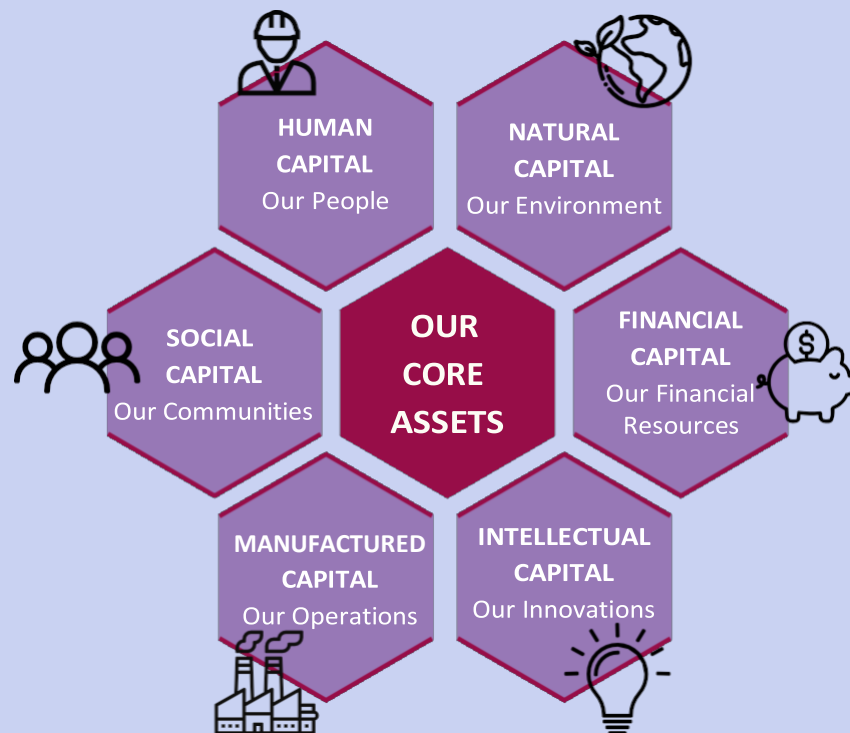 HUMAN
CAPITAL
Our People
NATURAL
CAPITAL
Our Environment
SOCIAL
CAPITAL
Our Communities
OUR
CORE
ASSETS
FINANCIAL
CAPITAL
Our Financial
Resources
MANUFACTURED
CAPITAL
Our Operations
INTELLECTUAL
CAPITAL
Our Innovations
$